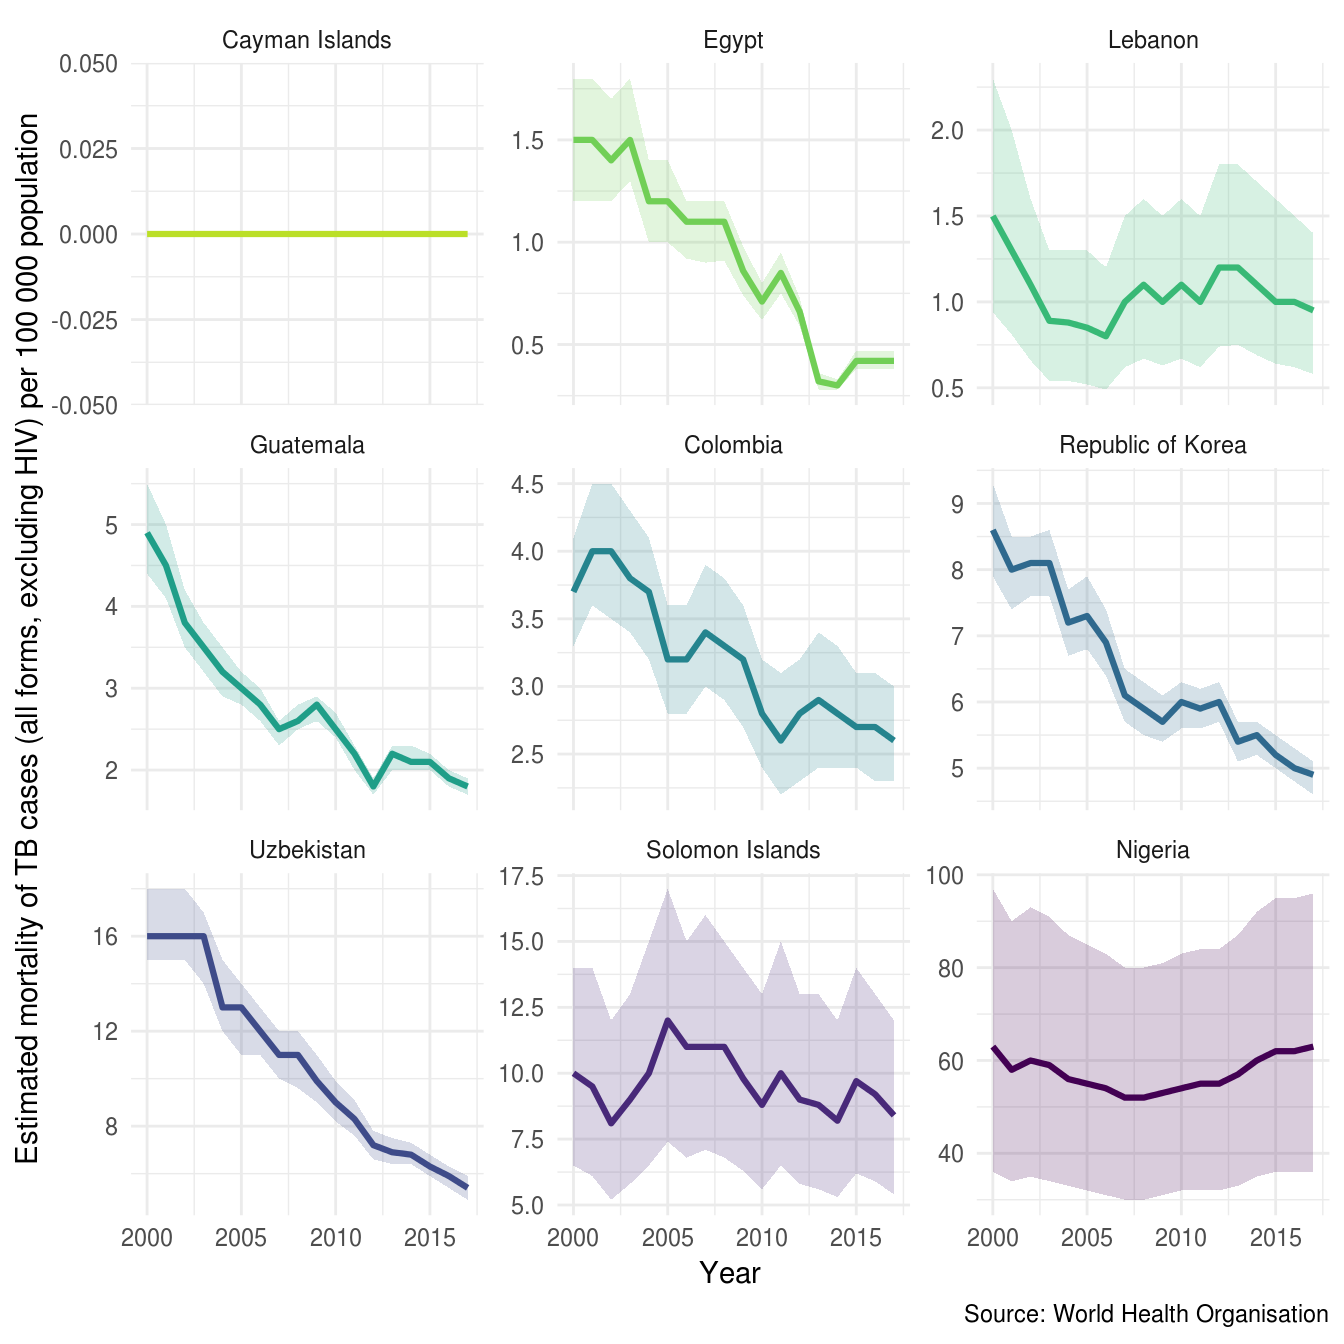 Estimated mortality of TB cases (all forms, excluding HIV) per 100 000 population
Cayman Islands
0.050
0.025
0.000
-0.025
-0.050
Egypt
1.5
1.0
0.5
Lebanon
2.0
1.5
1.0
0.5
Guatemala
5
4
3
2
Colombia
4.5
4.0
3.5
3.0
2.5
Republic of Korea
9
8
7
6
5
Uzbekistan
16
12
8
2000 2005 2010 2015
Solomon Islands
17.5
15.0
12.5
10.0
7.5
5.0
2000 2005 2010 2015
Nigeria
100
80
60
40
2000 2005 2010 2015
Year
Source: World Health Organisation